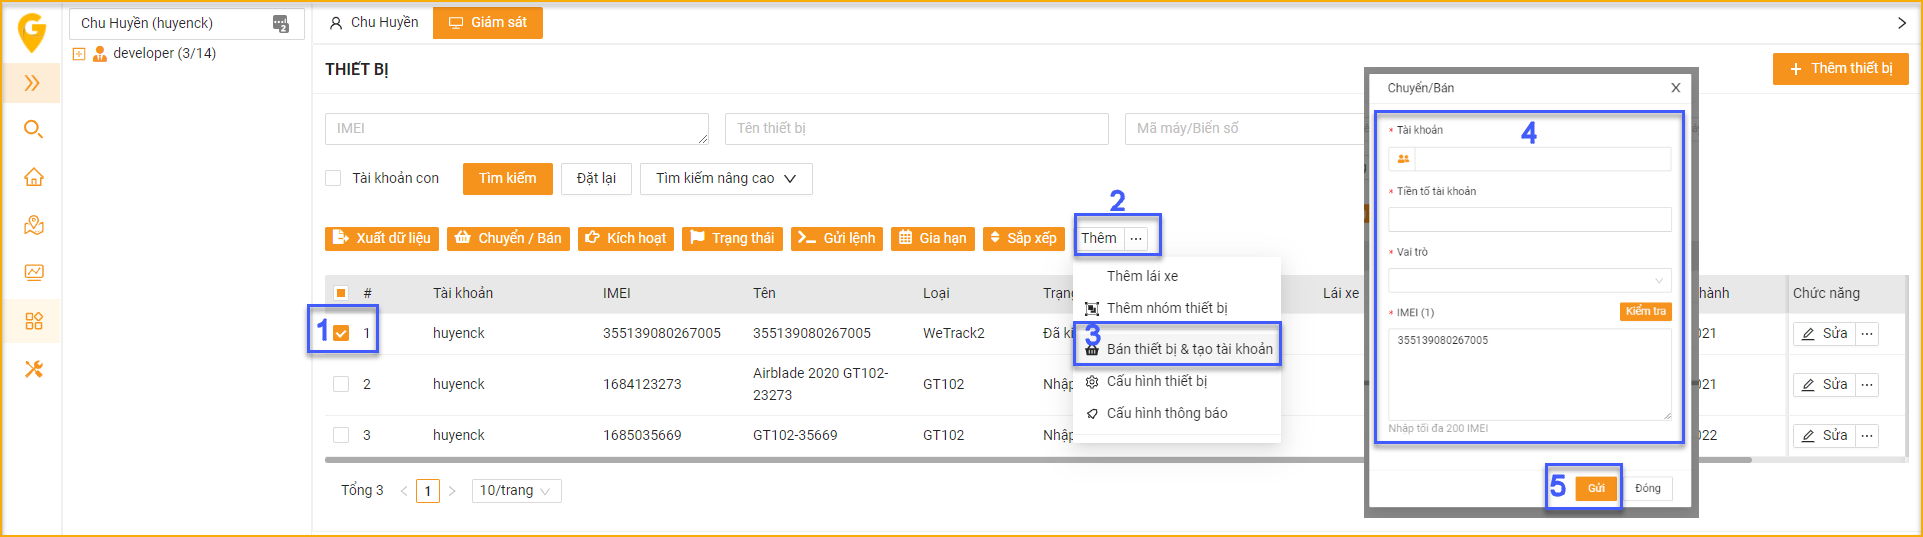 Chu Huyền (huyenck)
2
developer (3/14)
Chu Huyền
Giám sát
THIẾT BỊ
Thêm thiết bị
IMEI
Tên thiết bị
Mã máy/Biển số
Tài khoản con
Tìm kiếm
Đặt lại
Tìm kiếm nâng cao
2
Xuất dữ liệu
Chuyển / Bán
Kích hoạt
Trạng thái
Gửi lệnh
Gia hạn
Sắp xếp
Thêm
Thêm lái xe
Thêm nhóm thiết bị
3
Bán thiết bị & tạo tài khoản
Cấu hình thiết bị
Cấu hình thông báo
# Tài khoản IMEI Tên Loại Trạng Lái xe hành Chức năng
1
1 huyenck 355139080267005 355139080267005 WeTrack2 Đã ki 021 Sửa
2 huyenck 1684123273 Airblade 2020 GT102-
23273 GT102 Nhập 021 Sửa
3 huyenck 1685035669 GT102-35669 GT102 Nhập 022 Sửa
Tổng 3
1
10/trang
Chuyển/Bán
X
4
* Tài khoản
* Tiền tố tài khoản
* Vai trò
* IMEI (1)
Kiểm tra
355139080267005
Nhập tối đa 200 IMEI
5
Gửi
Đóng